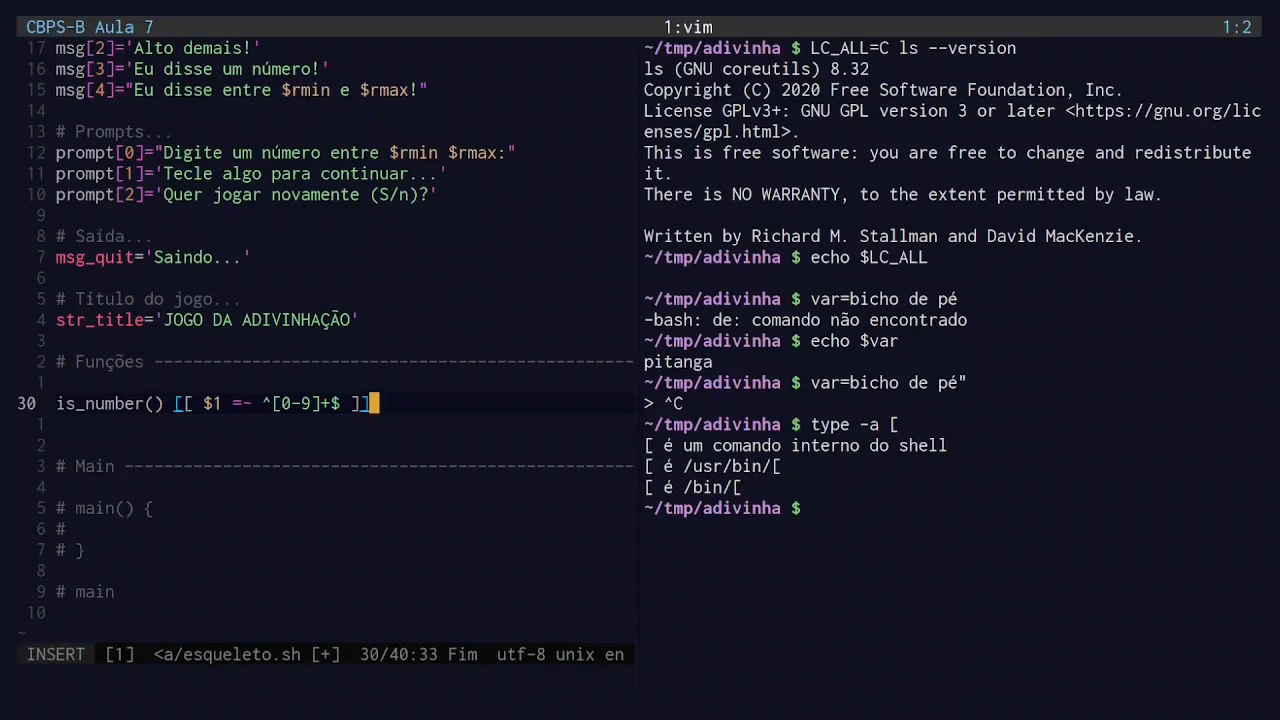 CBPS-B Aula 7 1:vim 1:2
17 msg[2]='Alto demais!'
16 msg[3]='Eu disse um número!'
15 msg[4]="Eu disse entre $rmin e $rmax!"
14
13 # Prompts...
12 prompt[0]="Digite um número entre $rmin $rmax:"
11 prompt[1]='Tecle algo para continuar...'
10 prompt[2]='Quer jogar novamente (S/n)?'
9
8 # Saída...
7 msg_quit='Saindo...'
6
5 # Título do jogo...
4 str_title='JOGO DA ADIVINHAÇÃO'
3
2 # Funções -------------------------------------------------
1
30 is_number() [[ $1 =~ ^[0-9]+$ ]]
1
2
3 # Main ----------------------------------------------------
4
5 # main() {
6 #
7 # }
8
9 # main
10
~
INSERT [1] <a/esqueleto.sh [+] 30/40:33 Fim utf-8 unix en
~/tmp/adivinha $ LC_ALL=C ls --version
ls (GNU coreutils) 8.32
Copyright (C) 2020 Free Software Foundation, Inc.
License GPLv3+: GNU GPL version 3 or later <https://gnu.org/lic
enses/gpl.html>.
This is free software: you are free to change and redistribute
it.
There is NO WARRANTY, to the extent permitted by law.
Written by Richard M. Stallman and David MacKenzie.
~/tmp/adivinha $ echo $LC_ALL
~/tmp/adivinha $ var=bicho de pé
-bash: de: comando não encontrado
~/tmp/adivinha $ echo $var
pitanga
~/tmp/adivinha $ var=bicho de pé"
> ^C
~/tmp/adivinha $ type -a [
[ é um comando interno do shell
[ é /usr/bin/[
[ é /bin/[
~/tmp/adivinha $